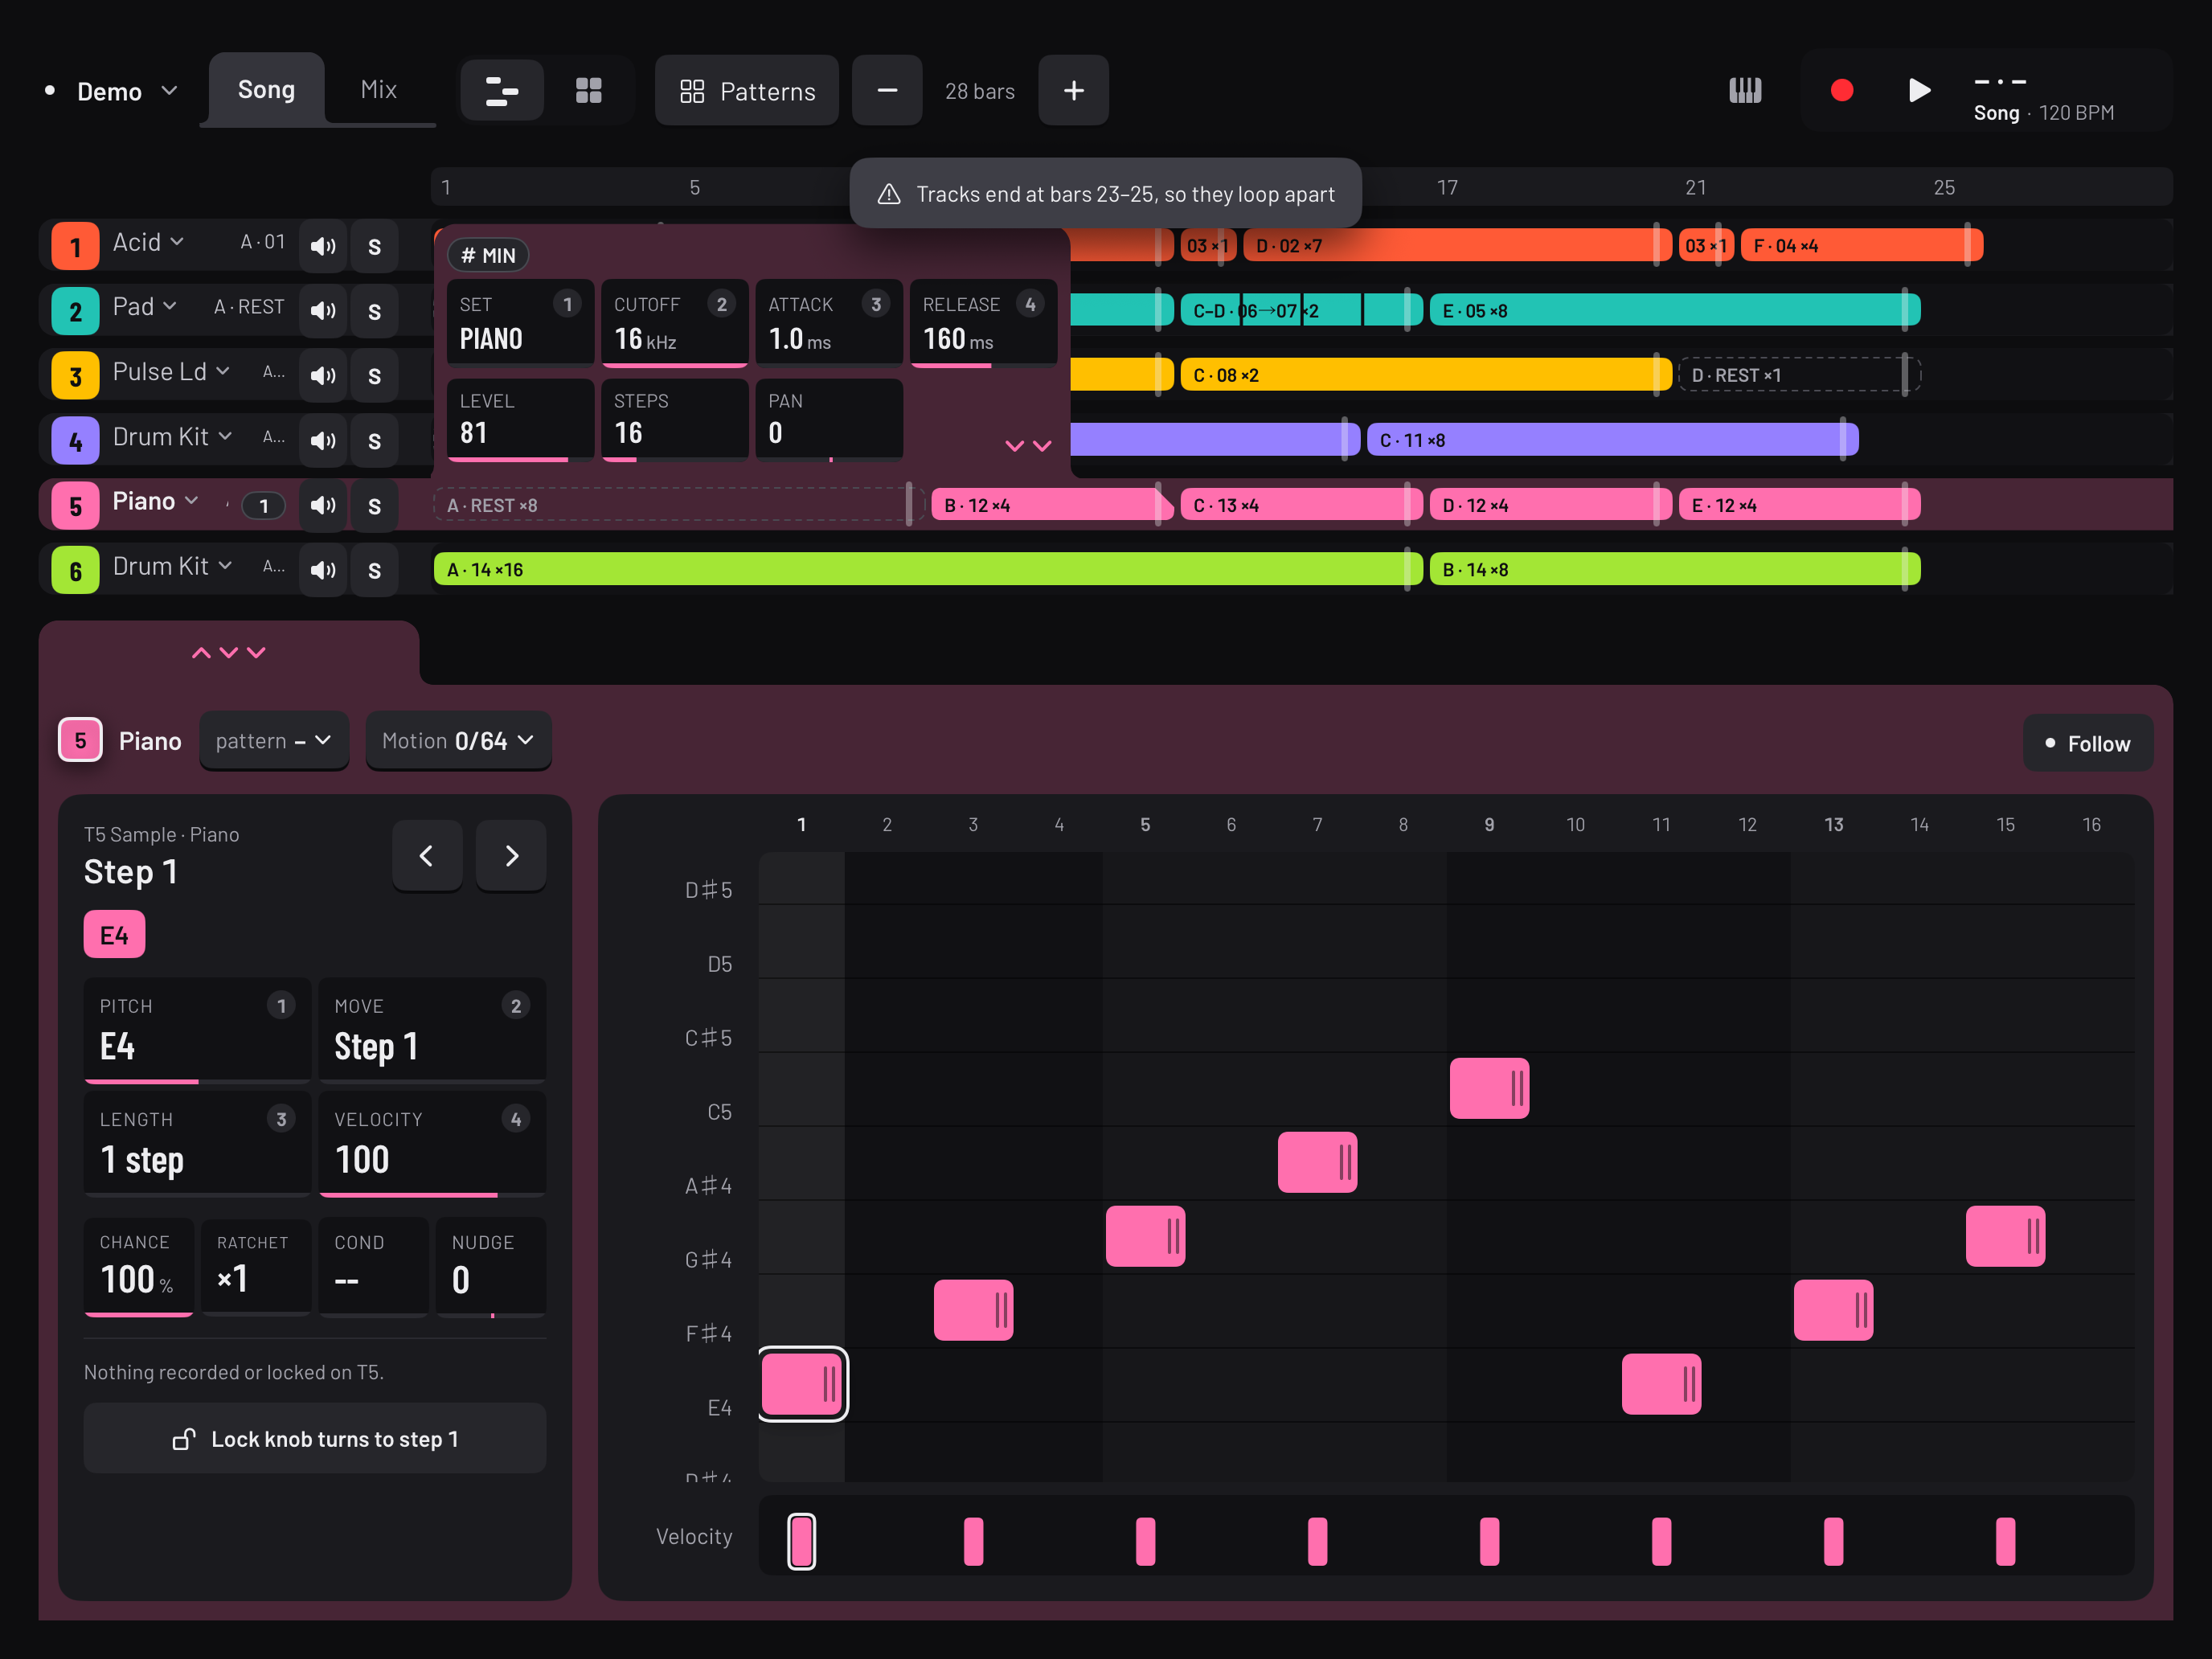 Demo Song Mix Patterns − 28 bars +
Song · 120 BPM
1 5 17 21 25
Tracks end at bars 23–25, so they loop apart
1 Acid A · 01 S 03 ×1 D · 02 ×7 03 ×1 F · 04 ×4
2 Pad A · REST S C–D · 06→07 ×2 E · 05 ×8
3 Pulse Ld A... S C · 08 ×2 D · REST ×1
4 Drum Kit A... S C · 11 ×8
# MIN
SET 1 CUTOFF 2 ATTACK 3 RELEASE 4
PIANO 16 kHz 1.0 ms 160 ms
LEVEL STEPS PAN
81 16 0
5 Piano 1 S A · REST ×8 B · 12 ×4 C · 13 ×4 D · 12 ×4 E · 12 ×4
6 Drum Kit A... S A · 14 ×16 B · 14 ×8
5 Piano pattern – Motion 0/64 Follow
T5 Sample · Piano
Step 1
E4
PITCH 1 MOVE 2
E4 Step 1
LENGTH 3 VELOCITY 4
1 step 100
CHANCE RATCHET COND NUDGE
100 % ×1 -- 0
Nothing recorded or locked on T5.
Lock knob turns to step 1
1 2 3 4 5 6 7 8 9 10 11 12 13 14 15 16
D♯5
D5
C♯5
C5
A♯4
G♯4
F♯4
E4
D♯4
Velocity